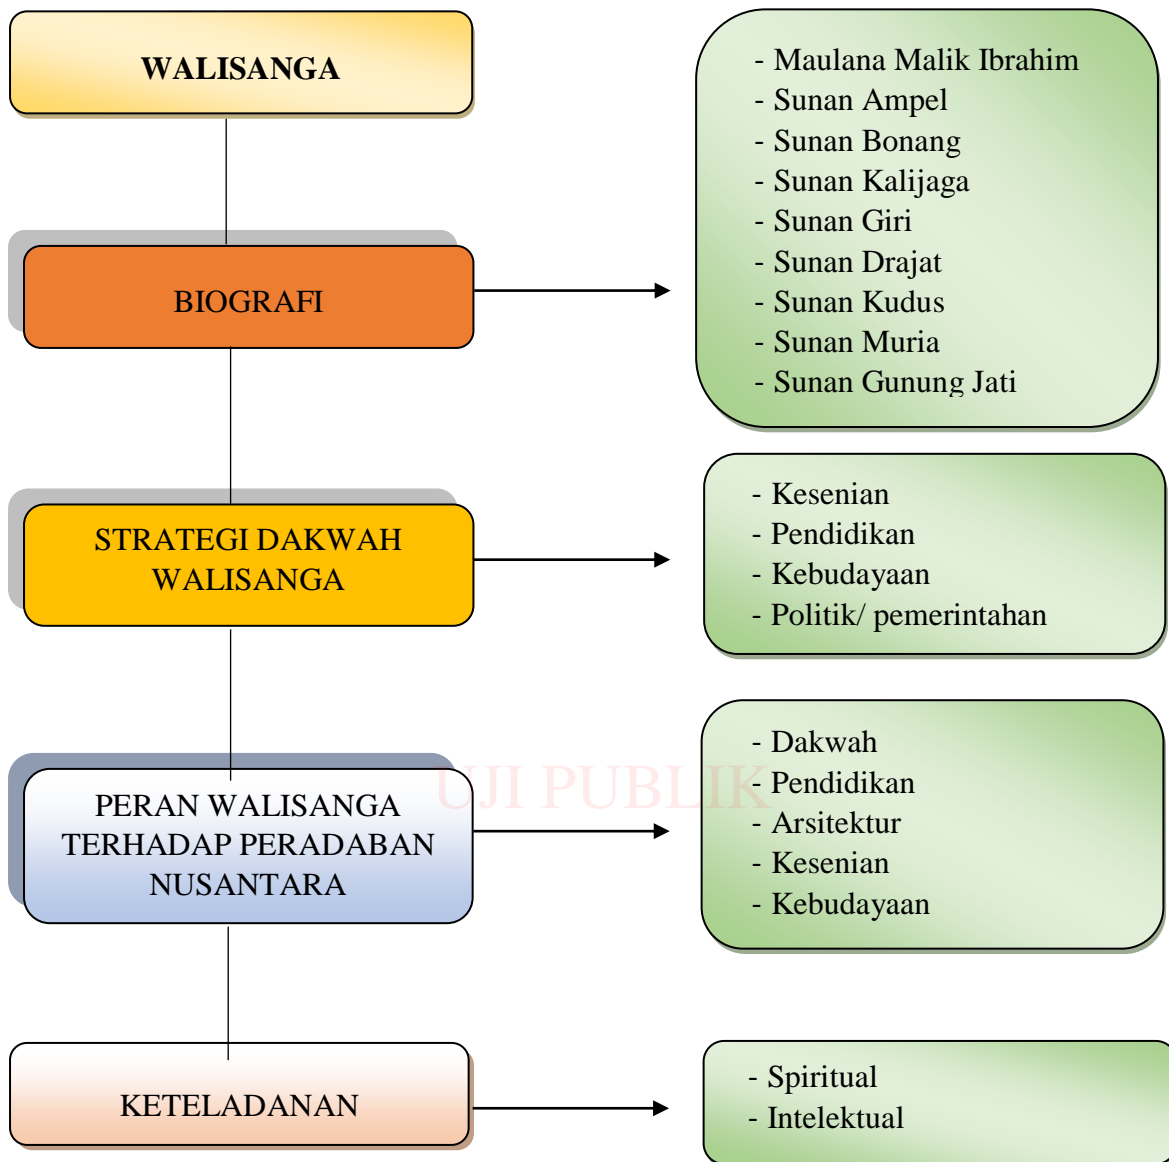 WALISANGA
- Maulana Malik Ibrahim
- Sunan Ampel
- Sunan Bonang
- Sunan Kalijaga
- Sunan Giri
- Sunan Drajat
- Sunan Kudus
- Sunan Muria
- Sunan Gunung Jati
BIOGRAFI
STRATEGI DAKWAH
WALISANGA
- Kesenian
- Pendidikan
- Kebudayaan
- Politik/ pemerintahan
PERAN WALISANGA
TERHADAP PERADABAN
NUSANTARA
UJI PUBLIK
- Dakwah
- Pendidikan
- Arsitektur
- Kesenian
- Kebudayaan
KETELADANAN
- Spiritual
- Intelektual